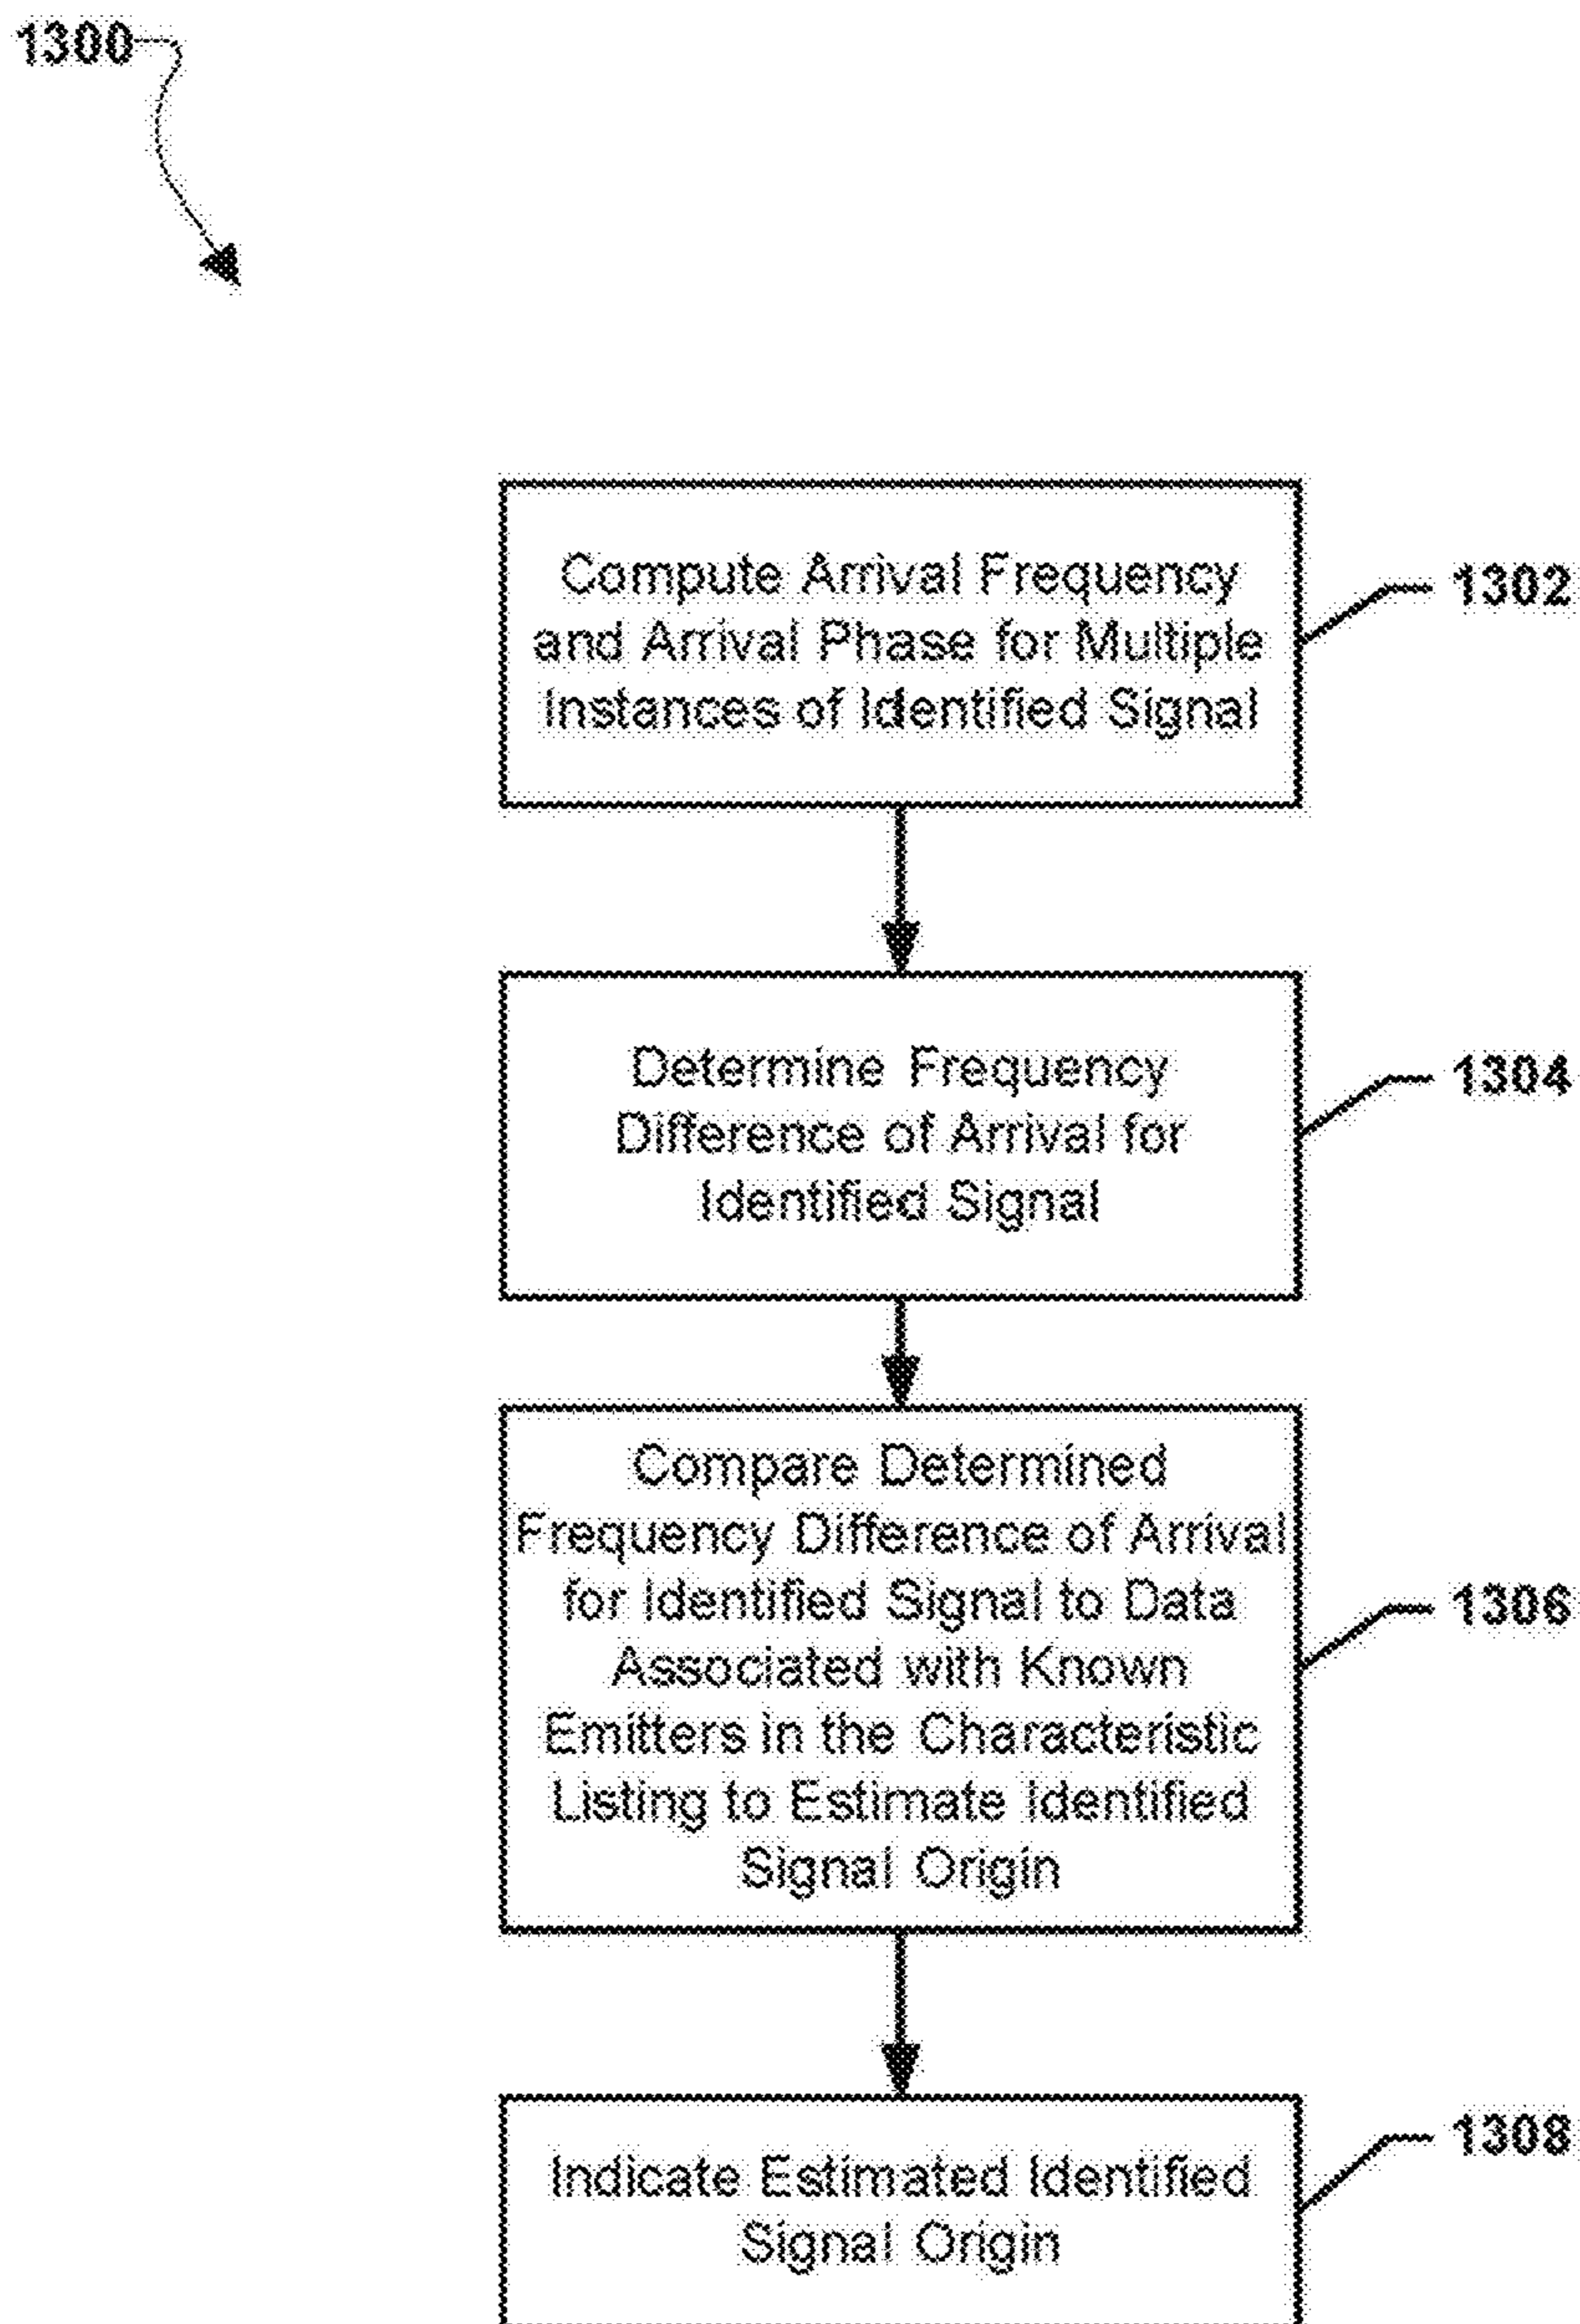 1300
Compute Arrival Frequency
and Arrival Phase for Multiple
Instances of Identified Signal
1302
Determine Frequency
Difference of Arrival for
Identified Signal
1304
Compare Determined
Frequency Difference of Arrival
for Identified Signal to Data
Associated with Known
Emitters in the Characteristic
Listing to Estimate Identified
Signal Origin
1306
Indicate Estimated Identified
Signal Origin
1308